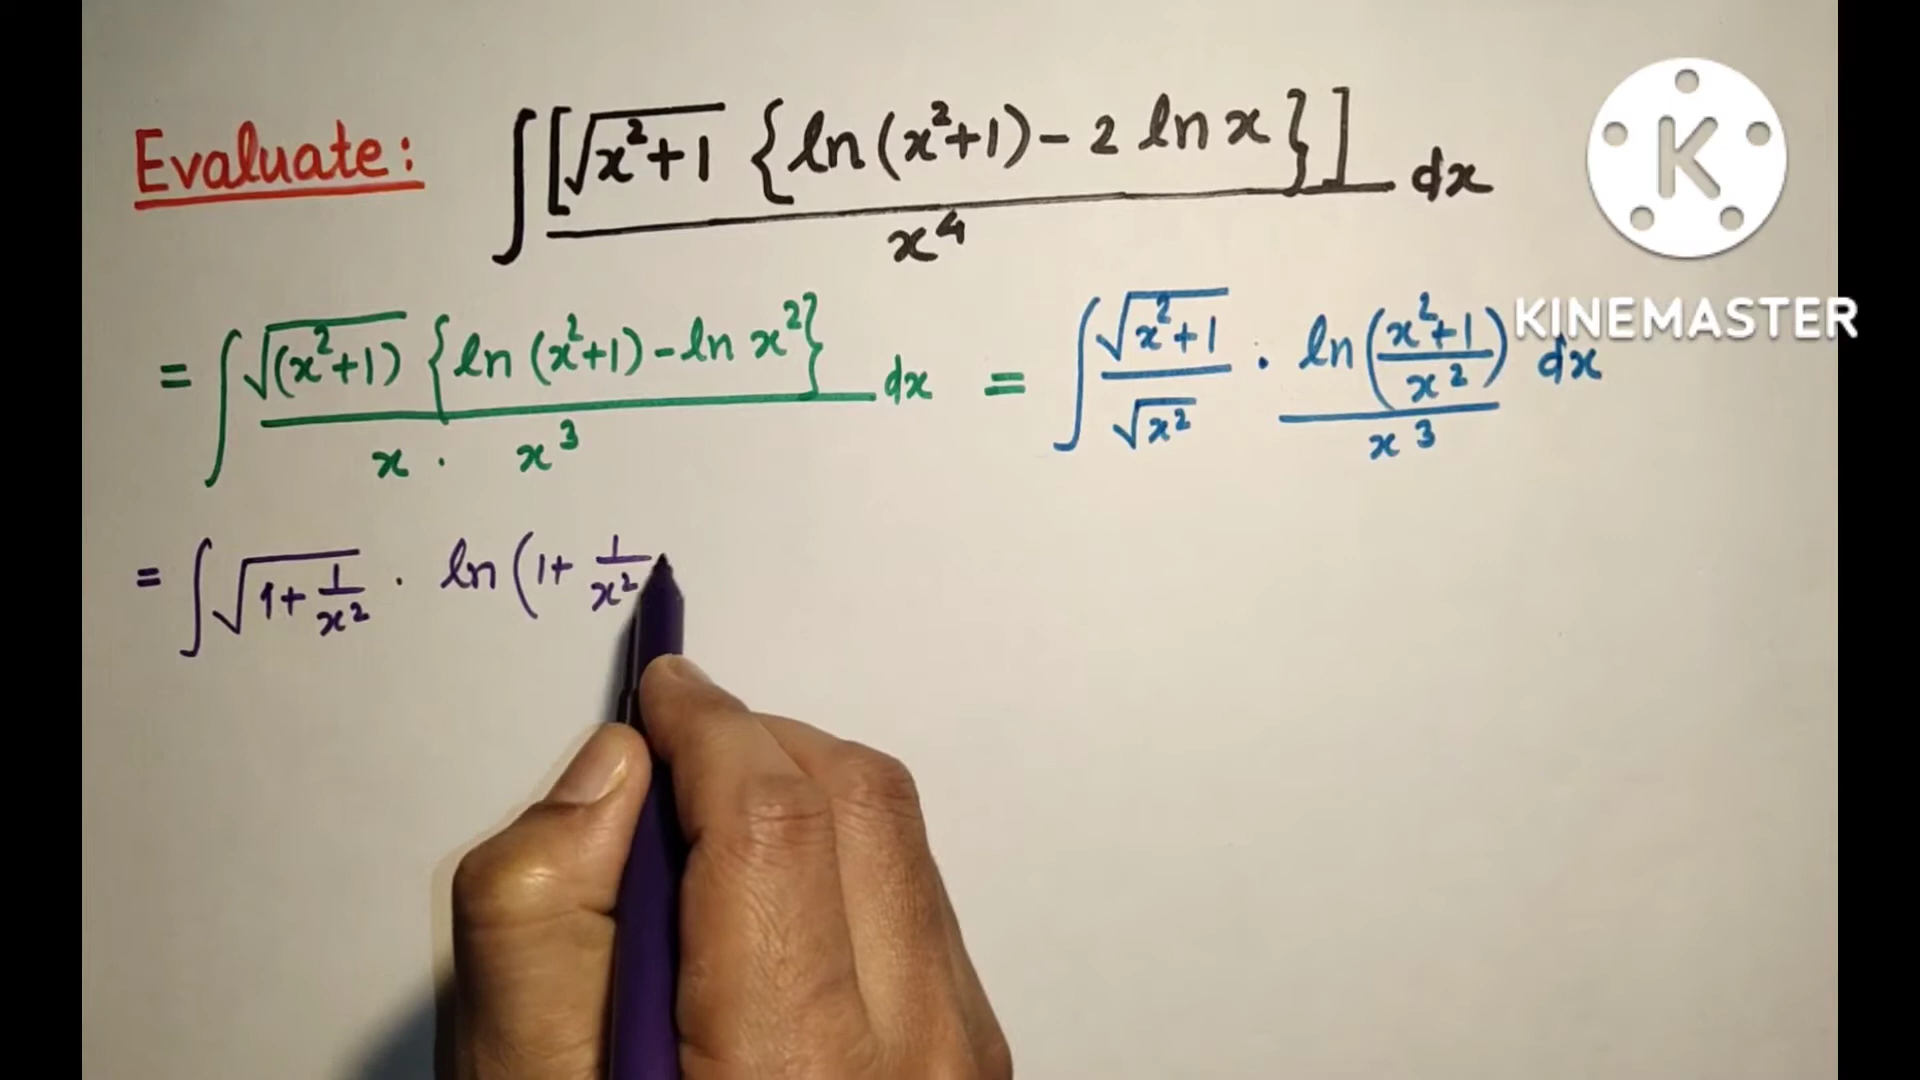 Evaluate: ∫ [√(x²+1) {ln(x²+1) - 2 ln x}] / x⁴ dx
K
KINEMASTER
= ∫ √(x²+1) {ln (x²+1) - ln x²} / x . x³ dx = ∫ √(x²+1) / √x² . ln(x²+1 / x²) / x³ dx
= ∫ √(1 + 1/x²) . ln (1 + 1/x²